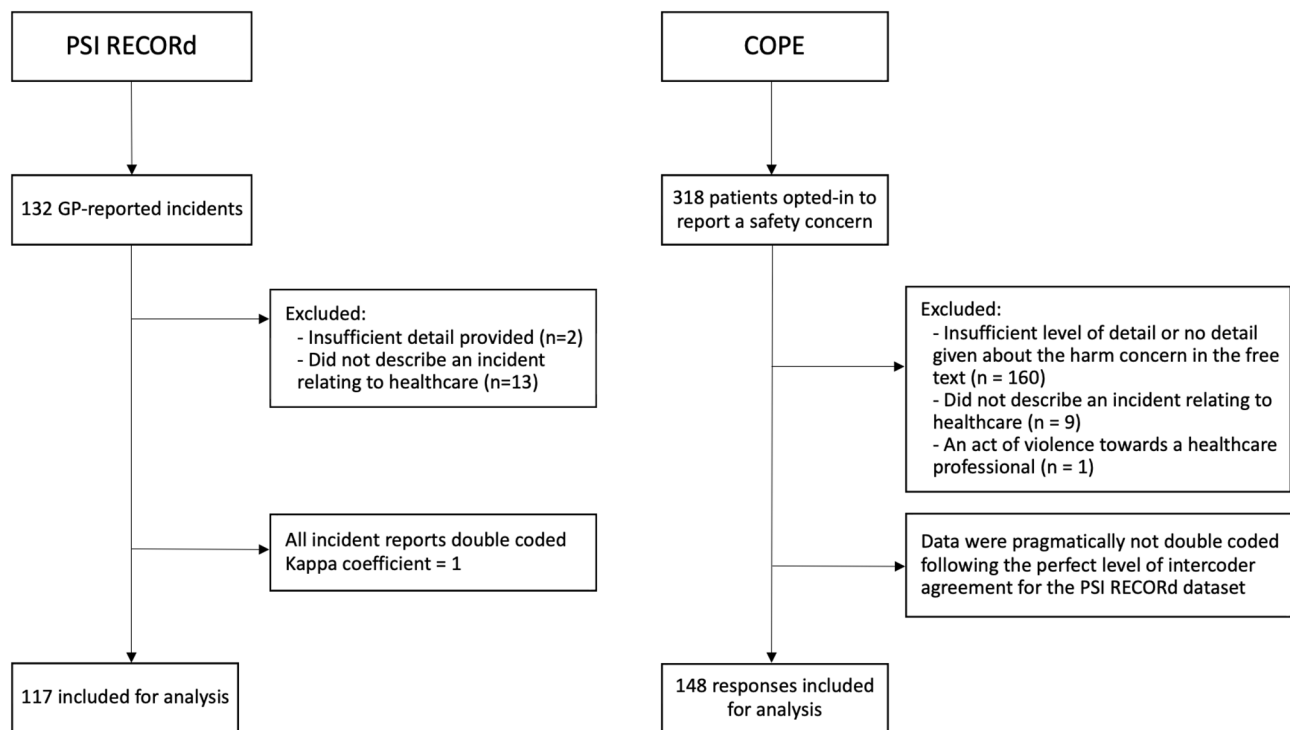 PSI RECORd
132 GP-reported incidents
Excluded:
- Insufficient detail provided (n=2)
- Did not describe an incident
relating to healthcare (n=13)
All incident reports double coded
Kappa coefficient = 1
117 included for analysis
COPE
318 patients opted-in to
report a safety concern
Excluded:
- Insufficient level of detail or no detail
given about the harm concern in the free
text (n = 160)
- Did not describe an incident relating to
healthcare (n = 9)
- An act of violence towards a healthcare
professional (n = 1)
Data were pragmatically not double coded
following the perfect level of intercoder
agreement for the PSI RECORd dataset
148 responses included
for analysis